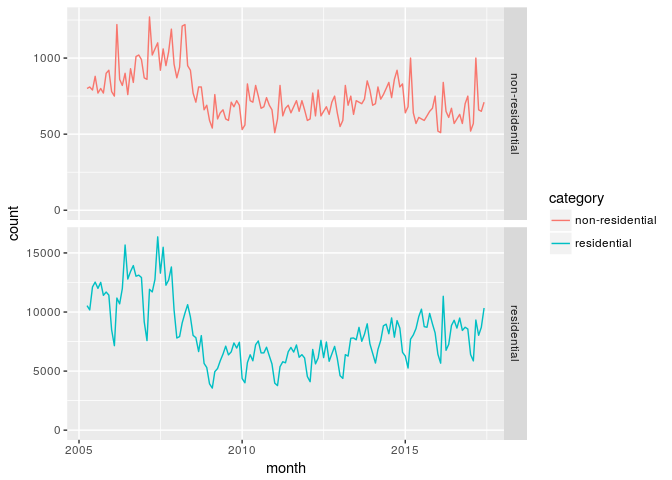 1000
500
0
non-residential
15000
10000
5000
0
residential
2005
2010
2015
month
count
category
non-residential
residential